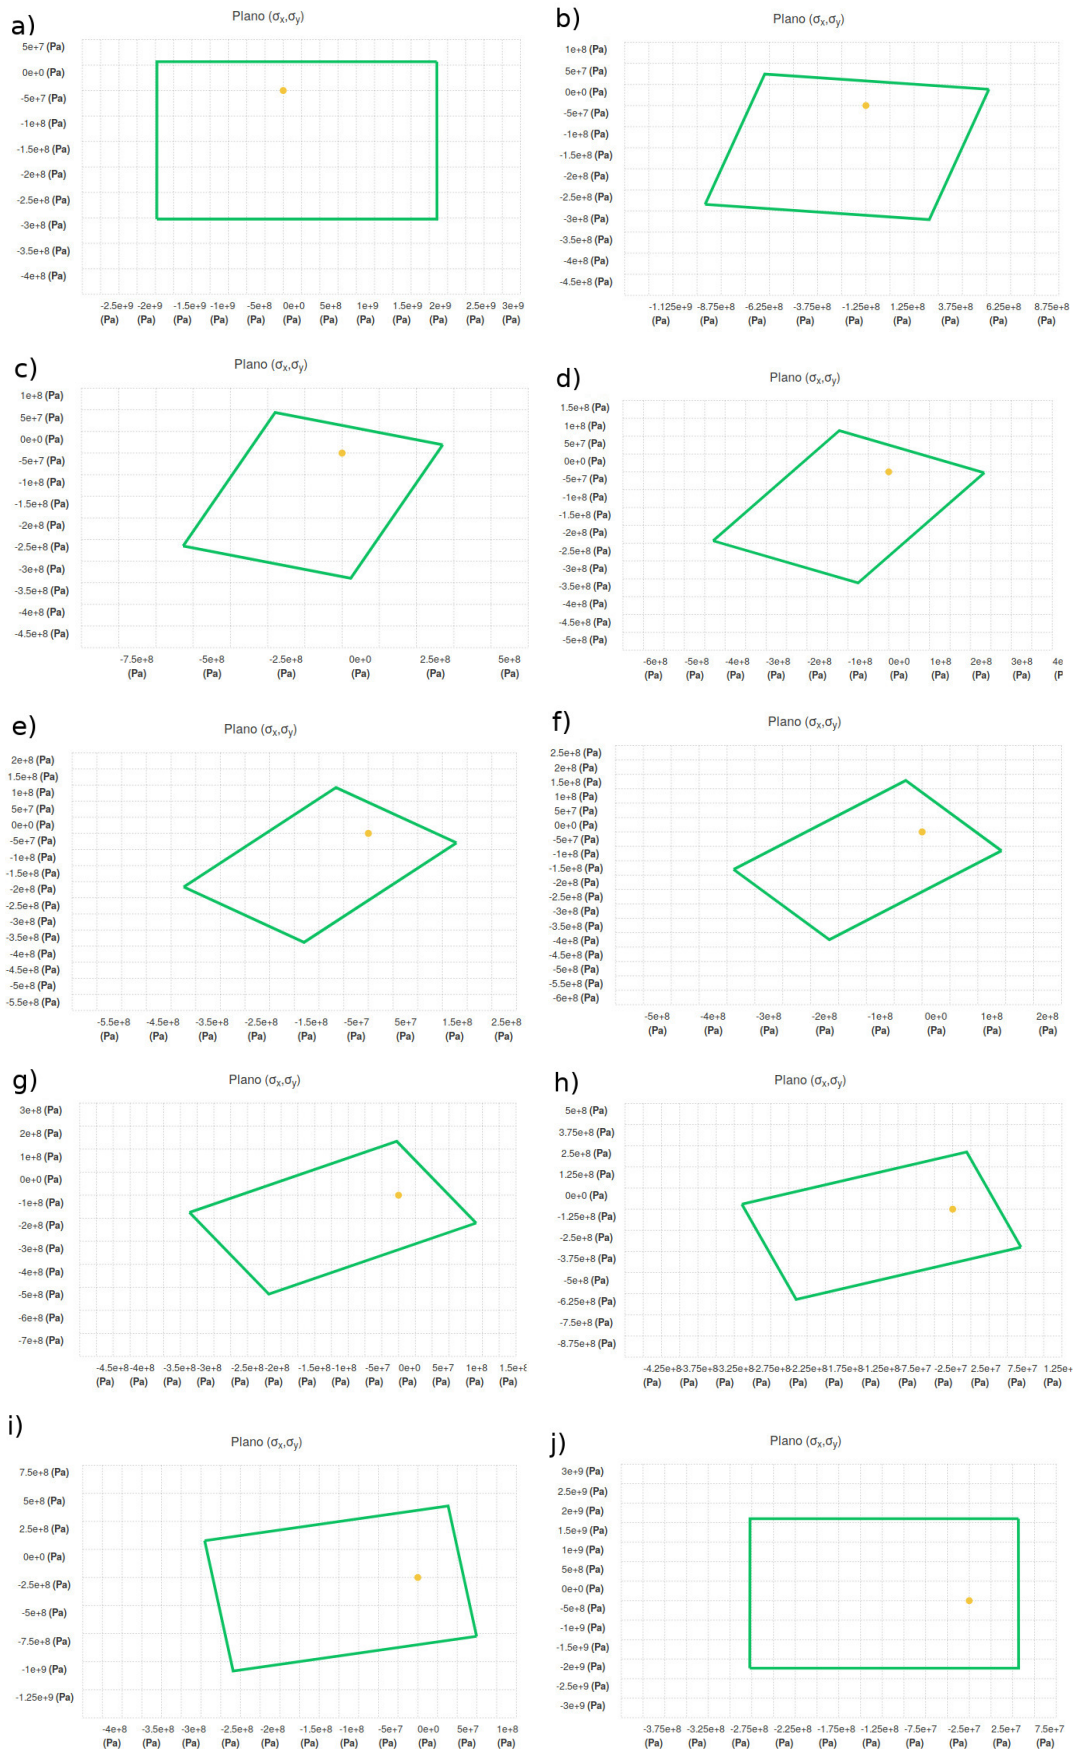 a)
Plano (σx,σy)
5e+7 (Pa)
0e+0 (Pa)
-5e+7 (Pa)
-1e+8 (Pa)
-1.5e+8 (Pa)
-2e+8 (Pa)
-2.5e+8 (Pa)
-3e+8 (Pa)
-3.5e+8 (Pa)
-4e+8 (Pa)
-2.5e+9 -2e+9 -1.5e+9 -1e+9 -5e+8 0e+0 5e+8 1e+9 1.5e+9 2e+9 2.5e+9 3e+9
(Pa) (Pa) (Pa) (Pa) (Pa) (Pa) (Pa) (Pa) (Pa) (Pa) (Pa) (Pa)
b)
Plano (σx,σy)
1e+8 (Pa)
5e+7 (Pa)
0e+0 (Pa)
-5e+7 (Pa)
-1e+8 (Pa)
-1.5e+8 (Pa)
-2e+8 (Pa)
-2.5e+8 (Pa)
-3e+8 (Pa)
-3.5e+8 (Pa)
-4e+8 (Pa)
-4.5e+8 (Pa)
-1.125e+9 -8.75e+8 -6.25e+8 -3.75e+8 -1.25e+8 1.25e+8 3.75e+8 6.25e+8 8.75e+8
(Pa) (Pa) (Pa) (Pa) (Pa) (Pa) (Pa) (Pa) (Pa)
c)
Plano (σx,σy)
1e+8 (Pa)
5e+7 (Pa)
0e+0 (Pa)
-5e+7 (Pa)
-1e+8 (Pa)
-1.5e+8 (Pa)
-2e+8 (Pa)
-2.5e+8 (Pa)
-3e+8 (Pa)
-3.5e+8 (Pa)
-4e+8 (Pa)
-4.5e+8 (Pa)
-7.5e+8 -5e+8 -2.5e+8 0e+0 2.5e+8 5e+8
(Pa) (Pa) (Pa) (Pa) (Pa) (Pa)
d)
Plano (σx,σy)
1.5e+8 (Pa)
1e+8 (Pa)
5e+7 (Pa)
0e+0 (Pa)
-5e+7 (Pa)
-1e+8 (Pa)
-1.5e+8 (Pa)
-2e+8 (Pa)
-2.5e+8 (Pa)
-3e+8 (Pa)
-3.5e+8 (Pa)
-4e+8 (Pa)
-4.5e+8 (Pa)
-5e+8 (Pa)
-6e+8 -4e+8 -3e+8 -2e+8 -1e+8 0e+0 1e+8 2e+8 3e+8 4e
(Pa) (Pa) (Pa) (Pa) (Pa) (Pa) (Pa) (Pa) (Pa) (P
e)
Plano (σx,σy)
2e+8 (Pa)
1.5e+8 (Pa)
1e+8 (Pa)
5e+7 (Pa)
0e+0 (Pa)
-5e+7 (Pa)
-1e+8 (Pa)
-1.5e+8 (Pa)
-2e+8 (Pa)
-2.5e+8 (Pa)
-3e+8 (Pa)
-3.5e+8 (Pa)
-4e+8 (Pa)
-4.5e+8 (Pa)
-5e+8 (Pa)
-5.5e+8 (Pa)
-5.5e+8 -4.5e+8 -3.5e+8 -2.5e+8 -1.5e+8 -5e+7 5e+7 1.5e+8 2.5e+8
(Pa) (Pa) (Pa) (Pa) (Pa) (Pa) (Pa) (Pa) (Pa)
f)
Plano (σx,σy)
2.5e+8 (Pa)
2e+8 (Pa)
1.5e+8 (Pa)
1e+8 (Pa)
5e+7 (Pa)
0e+0 (Pa)
-5e+7 (Pa)
-1e+8 (Pa)
-1.5e+8 (Pa)
-2e+8 (Pa)
-2.5e+8 (Pa)
-3e+8 (Pa)
-3.5e+8 (Pa)
-4e+8 (Pa)
-4.5e+8 (Pa)
-5e+8 (Pa)
-5.5e+8 (Pa)
-6e+8 (Pa)
-5e+8 -4e+8 -3e+8 -2e+8 -1e+8 0e+0 1e+8 2e+8
(Pa) (Pa) (Pa) (Pa) (Pa) (Pa) (Pa) (Pa)
g)
Plano (σx,σy)
3e+8 (Pa)
2e+8 (Pa)
1e+8 (Pa)
0e+0 (Pa)
-1e+8 (Pa)
-2e+8 (Pa)
-3e+8 (Pa)
-4e+8 (Pa)
-5e+8 (Pa)
-6e+8 (Pa)
-7e+8 (Pa)
-4.5e+8 -4e+8 -3.5e+8 -3e+8 -2.5e+8 -2e+8 -1.5e+8 -1e+8 -5e+7 0e+0 5e+7 1e+8 1.5e+
(Pa) (Pa) (Pa) (Pa) (Pa) (Pa) (Pa) (Pa) (Pa) (Pa) (Pa) (Pa) (Pa)
h)
Plano (σx,σy)
5e+8 (Pa)
3.75e+8 (Pa)
2.5e+8 (Pa)
1.25e+8 (Pa)
0e+0 (Pa)
-1.25e+8 (Pa)
-2.5e+8 (Pa)
-3.75e+8 (Pa)
-5e+8 (Pa)
-6.25e+8 (Pa)
-7.5e+8 (Pa)
-8.75e+8 (Pa)
-4.25e+8 -3.75e+8 -3.25e+8 -2.75e+8 -2.25e+8 -1.75e+8 -1.25e+8 -7.5e+7 -2.5e+7 2.5e+7 7.5e+7 1.25e+
(Pa) (Pa) (Pa) (Pa) (Pa) (Pa) (Pa) (Pa) (Pa) (Pa) (Pa) (Pa)
i)
Plano (σx,σy)
7.5e+8 (Pa)
5e+8 (Pa)
2.5e+8 (Pa)
0e+0 (Pa)
-2.5e+8 (Pa)
-5e+8 (Pa)
-7.5e+8 (Pa)
-1e+9 (Pa)
-1.25e+9 (Pa)
-4e+8 -3.5e+8 -3e+8 -2.5e+8 -2e+8 -1.5e+8 -1e+8 -5e+7 0e+0 5e+7 1e+8
(Pa) (Pa) (Pa) (Pa) (Pa) (Pa) (Pa) (Pa) (Pa) (Pa) (Pa)
j)
Plano (σx,σy)
3e+9 (Pa)
2.5e+9 (Pa)
2e+9 (Pa)
1.5e+9 (Pa)
1e+9 (Pa)
5e+8 (Pa)
0e+0 (Pa)
-5e+8 (Pa)
-1e+9 (Pa)
-1.5e+9 (Pa)
-2e+9 (Pa)
-2.5e+9 (Pa)
-3e+9 (Pa)
-3.75e+8 -3.25e+8 -2.75e+8 -2.25e+8 -1.75e+8 -1.25e+8 -7.5e+7 -2.5e+7 2.5e+7 7.5e+7
(Pa) (Pa) (Pa) (Pa) (Pa) (Pa) (Pa) (Pa) (Pa) (Pa)